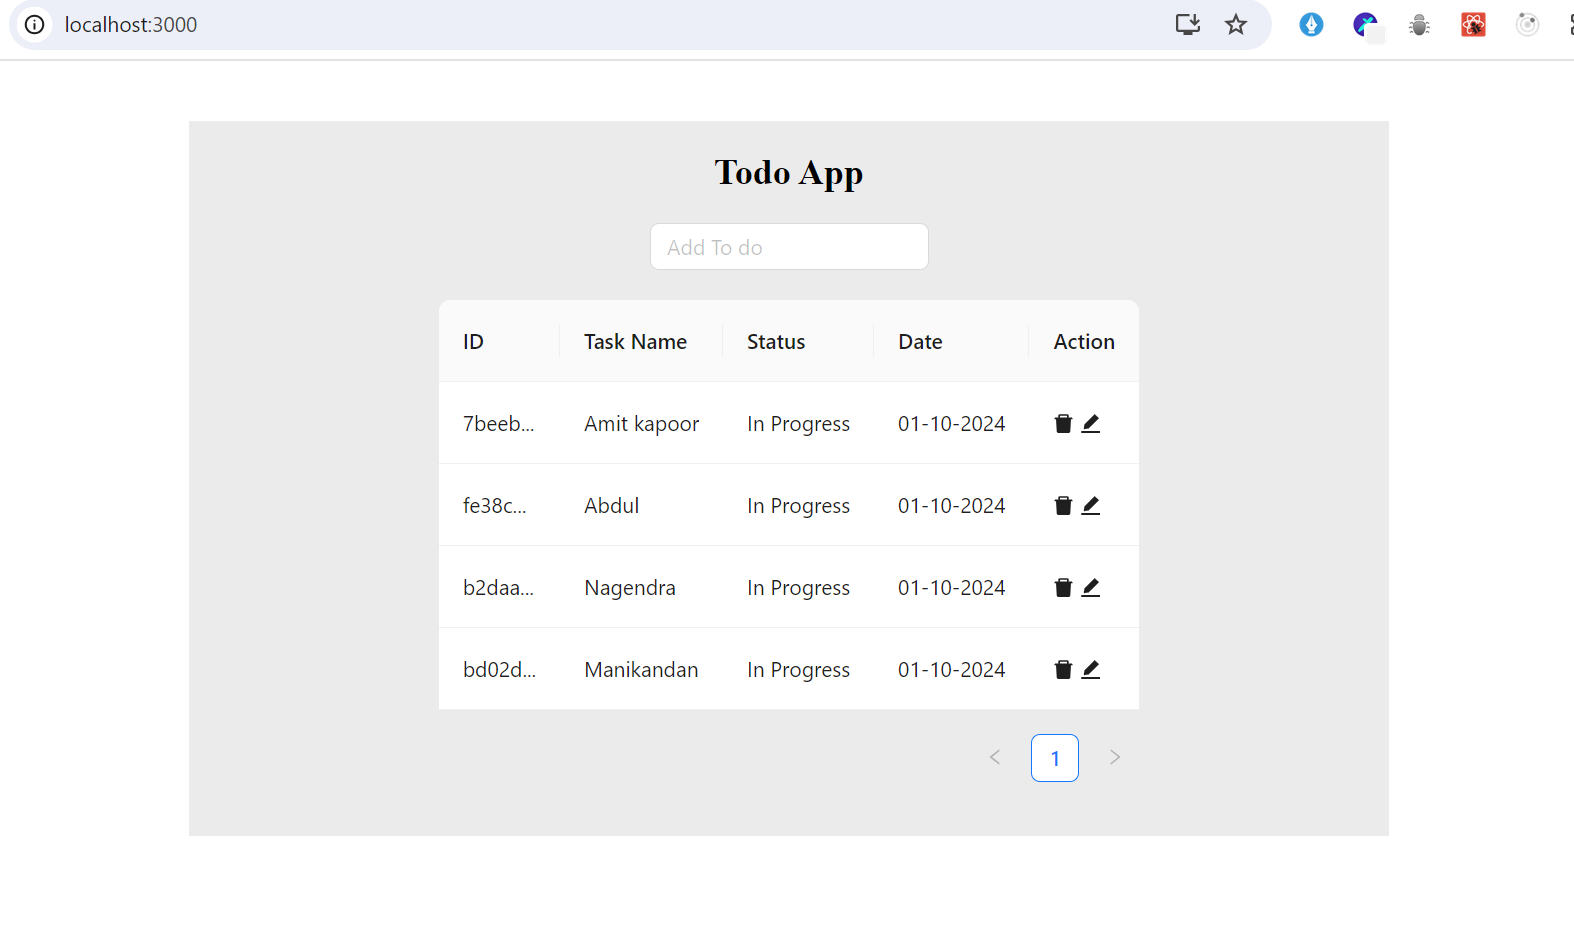 localhost:3000
Todo App
Add To do
ID Task Name Status Date Action
7beeb... Amit kapoor In Progress 01-10-2024
fe38c... Abdul In Progress 01-10-2024
b2daa... Nagendra In Progress 01-10-2024
bd02d... Manikandan In Progress 01-10-2024
1